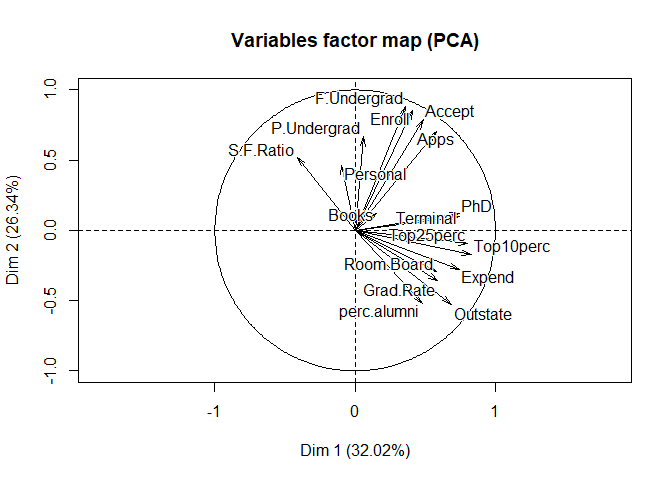 Variables factor map (PCA)
1.0
F.Undergrad
Accept
Enroll
P.Undergrad
Apps
S.F.Ratio
0.5
Personal
PhD
Books
Terminal
0.0
Top25perc
Top10perc
Room.Board
Expend
Grad.Rate
-0.5
perc.alumni
Outstate
-1.0
Dim 2 (26.34%)
-1
0
1
Dim 1 (32.02%)